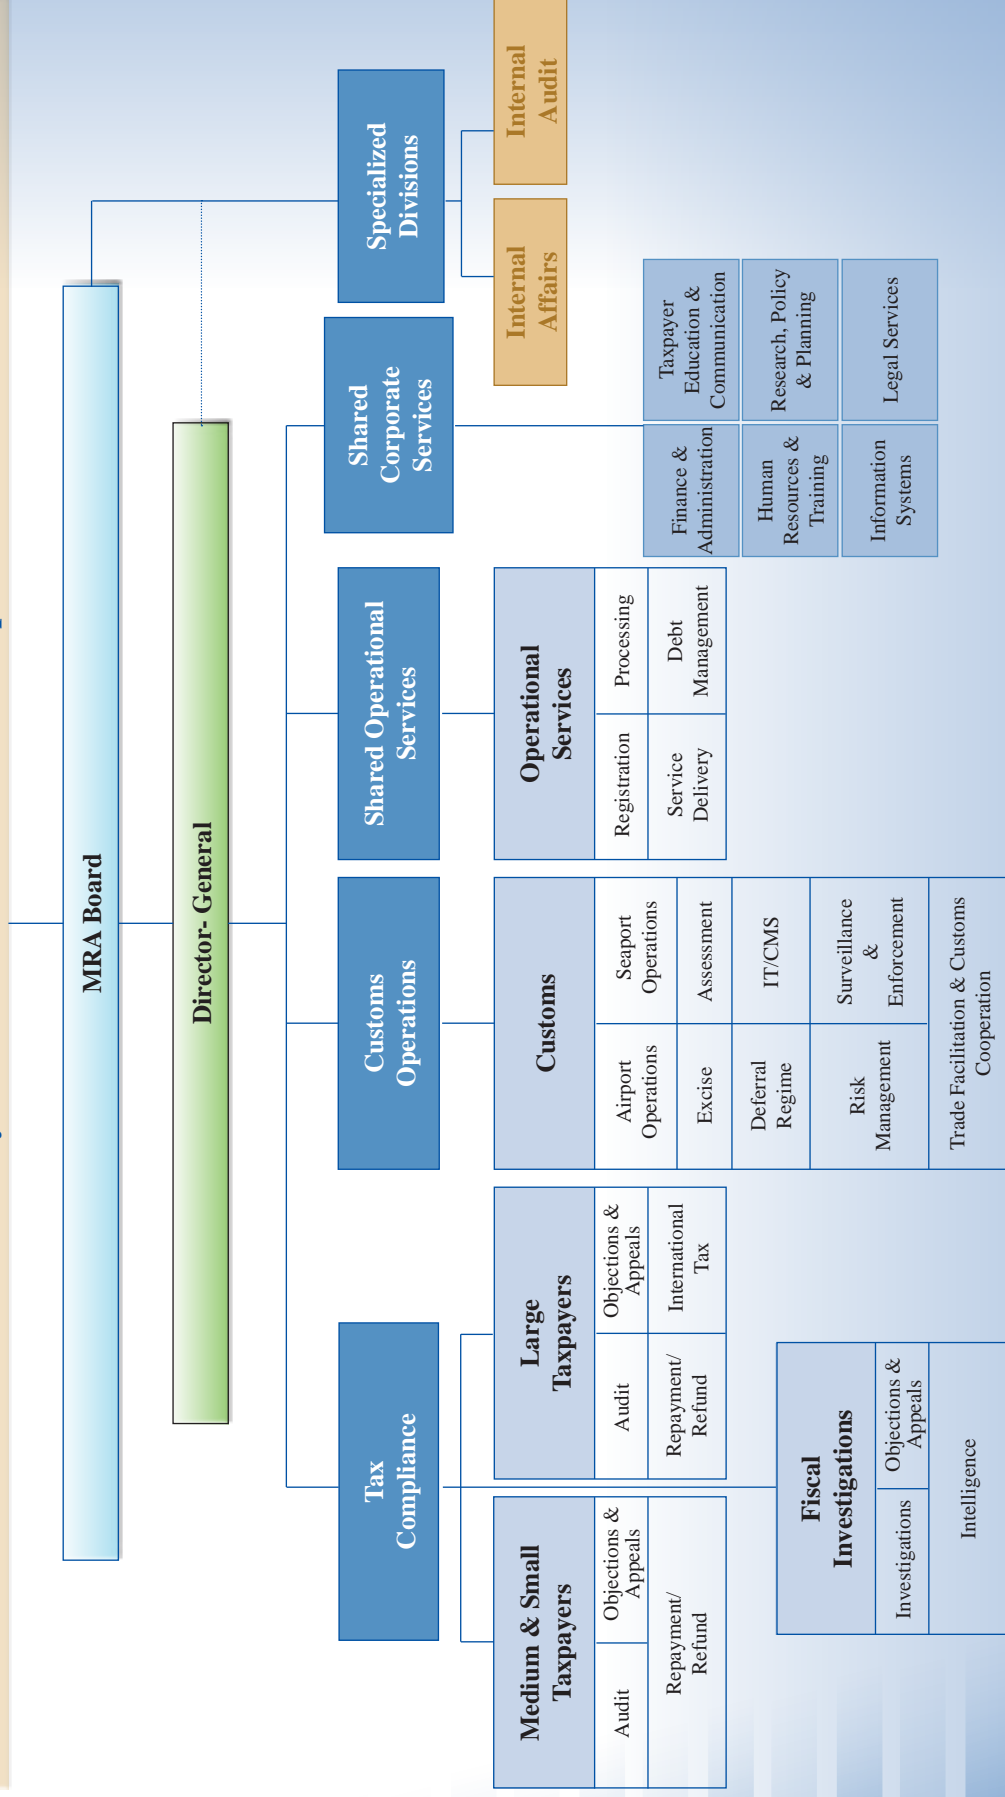 MRA Board
Director- General
Tax
Compliance
Customs
Operations
Shared Operational
Services
Shared
Corporate
Services
Specialized
Divisions
Medium & Small
Taxpayers
Audit
Objections &
Appeals
Repayment/
Refund
Large
Taxpayers
Audit
Objections &
Appeals
Repayment/
Refund
International
Tax
Fiscal
Investigations
Investigations
Objections &
Appeals
Intelligence
Customs
Airport
Operations
Seaport
Operations
Excise
Assessment
Deferral
Regime
IT/CMS
Risk
Management
Surveillance
&
Enforcement
Trade Facilitation & Customs
Cooperation
Operational
Services
Registration
Processing
Service
Delivery
Debt
Management
Finance &
Administration
Taxpayer
Education &
Communication
Human
Resources &
Training
Research, Policy
& Planning
Information
Systems
Legal Services
Internal
Affairs
Internal
Audit